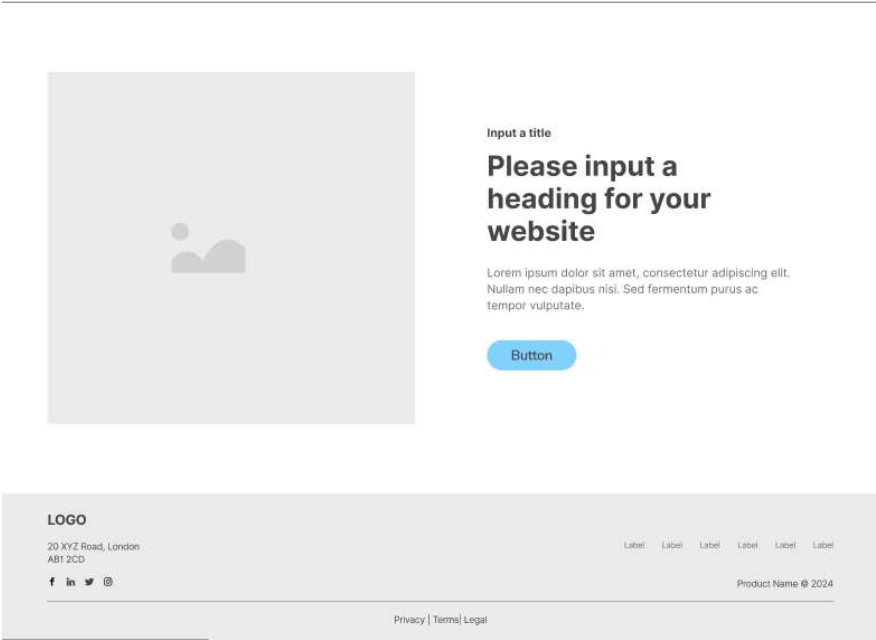 Input a title
Please input a
heading for your
website
Lorem ipsum dolor sit amet, consectetur adipiscing elit.
Nullam nec dapibus nisi. Sed fermentum purus ac
tempor vulputate.
Button
LOGO
20 XYZ Road, London
AB1 2CD
Label Label Label Label Label Label
Product Name © 2024
Privacy | Terms| Legal